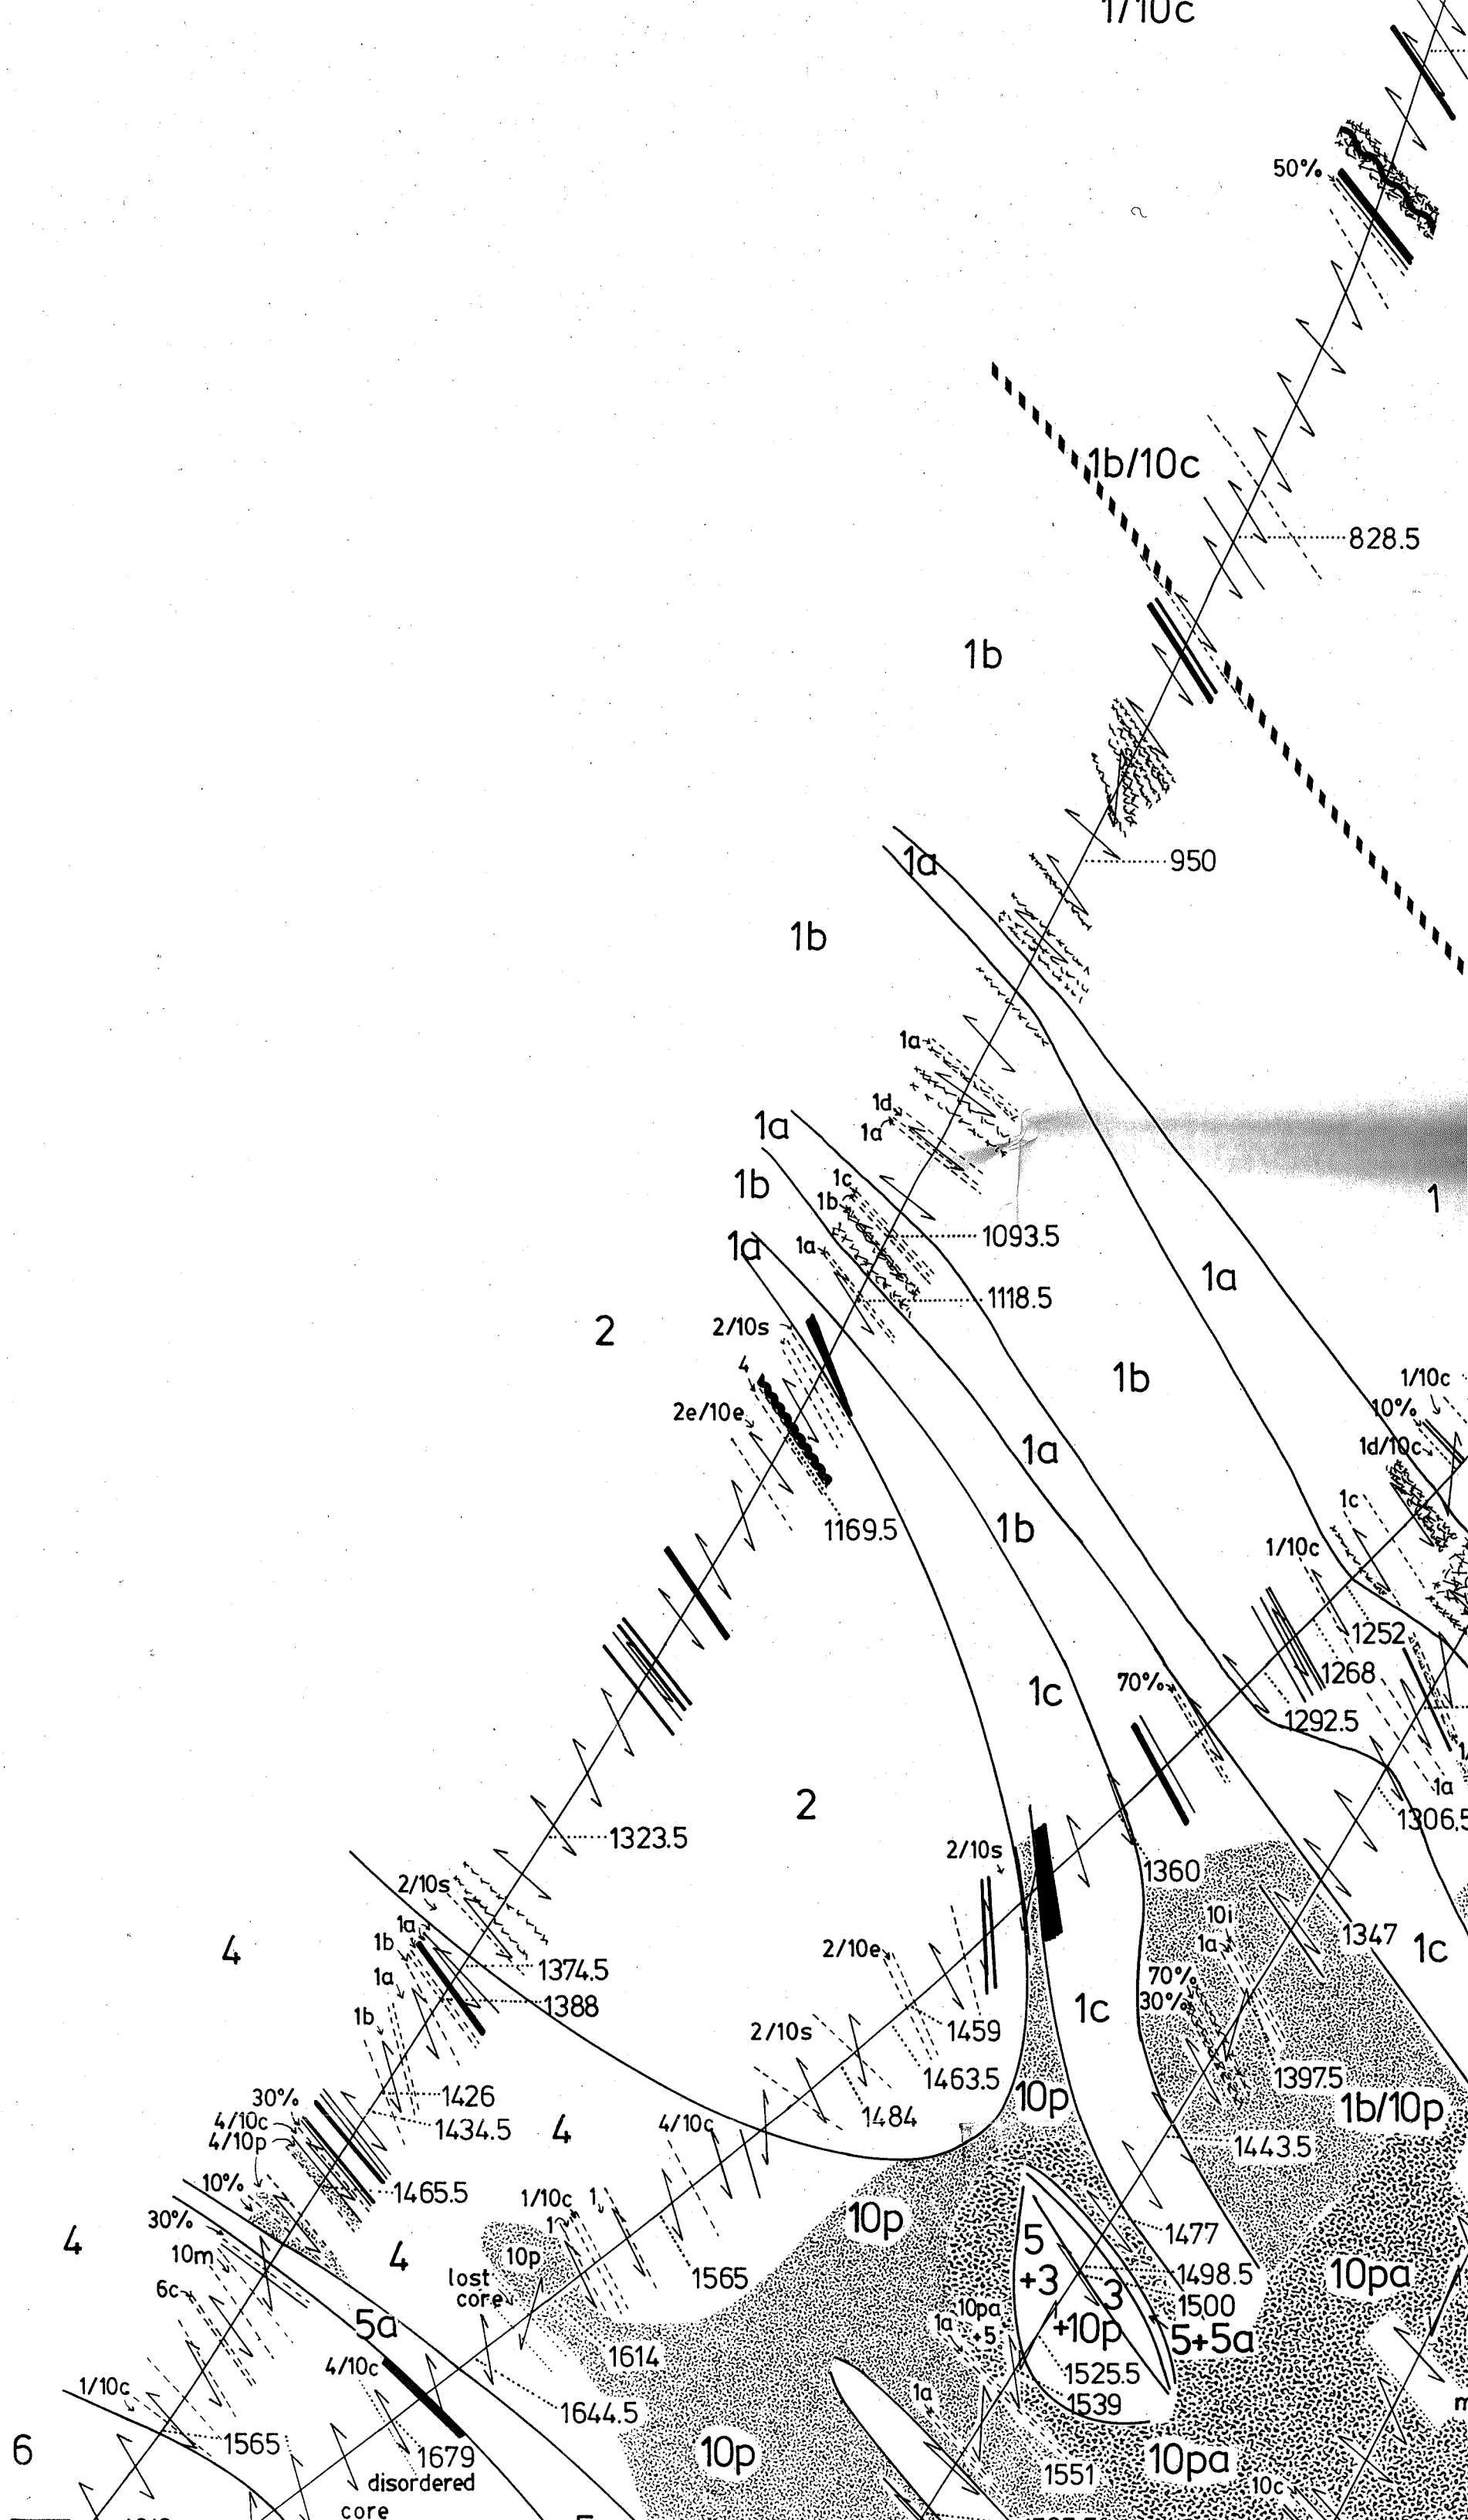 1/10c
50%
1b/10c
828.5
1b
1a
950
1b
1a
1d
1a
1a
1c
1
1b
1b
1093.5
1a
1a
1a
1118.5
2
2/10s
4
1b
1/10c
2e/10e
10%
1a
1d/10c
1c
1169.5
1b
1/10c
1252
1268
1c
70%
1292.5
1a
2
1306.5
1323.5
2/10s
1360
2/10s
1a
10i
1347
4
1b
2/10e
1a
1c
1374.5
1a
70%
1388
30%
1c
1b
2/10s
1459
1463.5
1397.5
30%
1426
10p
1b/10p
4/10c
1434.5
4
1484
4/10p
4/10c
1443.5
10%
1465.5
1/10c
1
10p
30%
1
5
1477
4
10m
4
10p
+3
3
1498.5
10pa
6c
lost
core
1565
10pa
+5
1500
5a
1a
+10p
5+5a
1614
4/10c
1525.5
1/10c
1a
1539
1644.5
6
1565
1679
10p
10pa
disordered
core
1551
10c